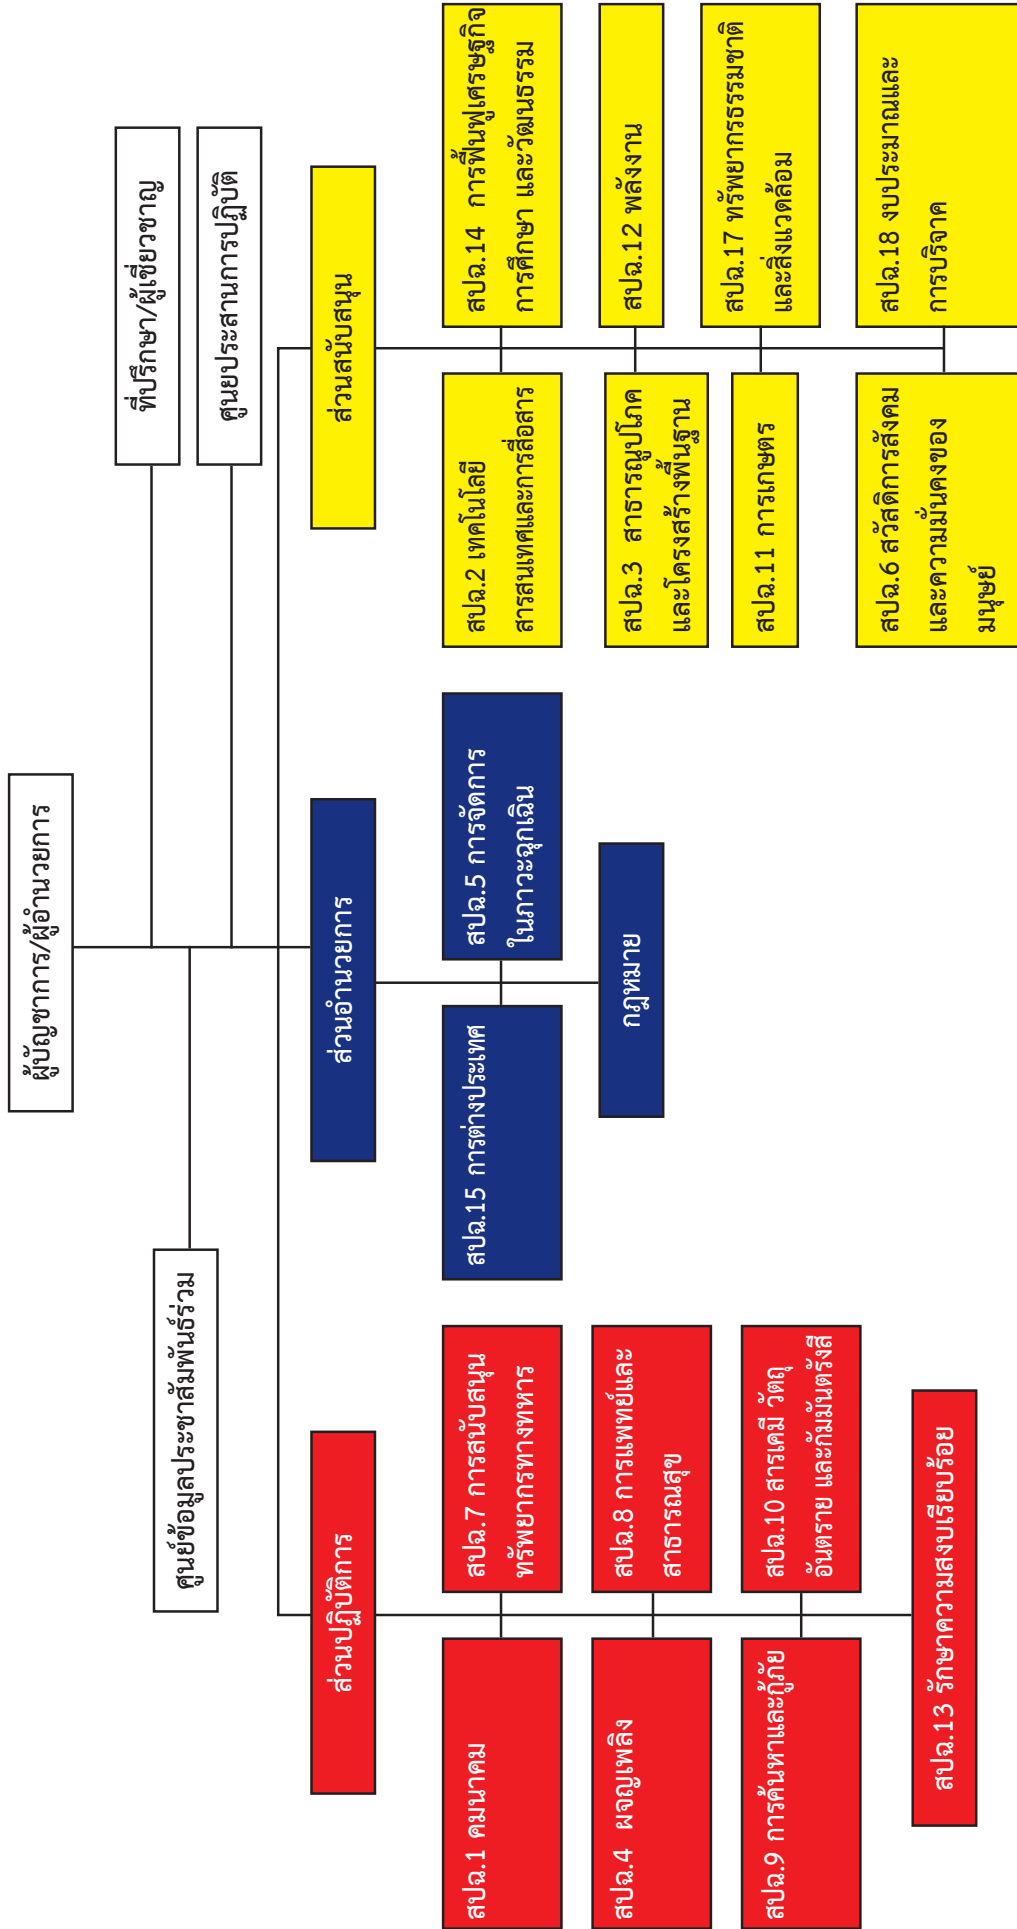 ผู้บัญชาการ/ผู้อำนวยการ
ที่ปรึกษา/ผู้เชี่ยวชาญ
ศูนย์ข้อมูลประชาสัมพันธ์ร่วม
ศูนยประสานการปฏิบัติ
ส่วนปฏิบัติการ
ส่วนอำนวยการ
ส่วนสนับสนุน
สปฉ.1 คมนาคม
สปฉ.7 การสนับสนุน
ทรัพยากรทางทหาร
สปฉ.4 ผจญเพลิง
สปฉ.8 การแพทย์และ
สาธารณสุข
สปฉ.9 การค้นหาและกู้ภัย
สปฉ.10 สารเคมี วัตถุ
อันตราย และกัมมันตรังสี
สปฉ.13 รักษาความสงบเรียบร้อย
สปฉ.15 การต่างประเทศ
สปฉ.5 การจัดการ
ในภาวะฉุกเฉิน
กฎหมาย
สปฉ.2 เทคโนโลยี
สารสนเทศและการสื่อสาร
สปฉ.14 การฟื้นฟูเศรษฐกิจ
การศึกษา และวัฒนธรรม
สปฉ.3 สาธารณูปโภค
และโครงสร้างพื้นฐาน
สปฉ.12 พลังงาน
สปฉ.11 การเกษตร
สปฉ.17 ทรัพยากรธรรมชาติ
และสิ่งแวดล้อม
สปฉ.6 สวัสดิการสังคม
และความมั่นคงของ
มนุษย์
สปฉ.18 งบประมาณและ
การบริจาค